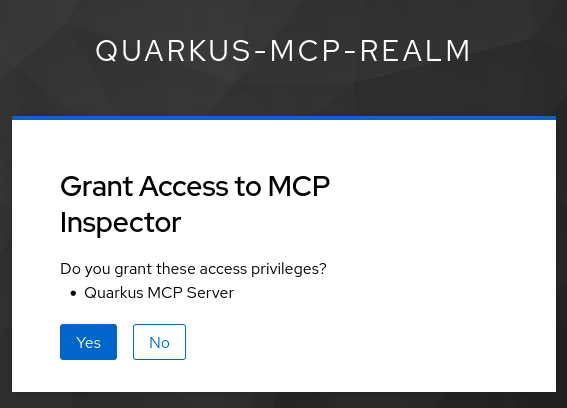 QUARKUS-MCP-REALM
Grant Access to MCP
Inspector
Do you grant these access privileges?
• Quarkus MCP Server
Yes No